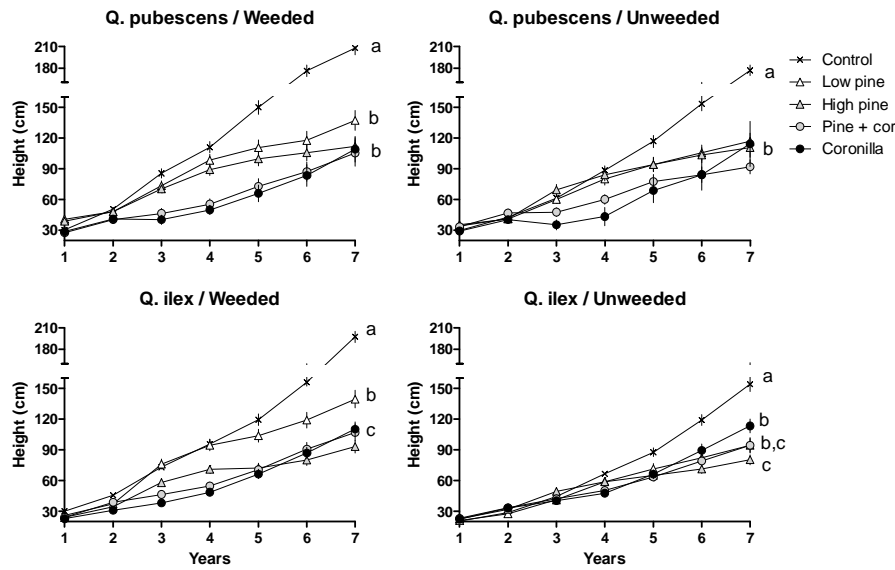 Q. pubescens / Weeded
Q. pubescens / Unweeded
Height (cm)
210
180
150
120
90
60
30
1 2 3 4 5 6 7
a
b
b
Height (cm)
210
180
150
120
90
60
30
1 2 3 4 5 6 7
a
b
Control
Low pine
High pine
Pine + cor
Coronilla
Q. ilex / Weeded
Q. ilex / Unweeded
Height (cm)
210
180
150
120
90
60
30
1 2 3 4 5 6 7
Years
a
b
c
Height (cm)
210
180
150
120
90
60
30
1 2 3 4 5 6 7
Years
a
b
b,c
c